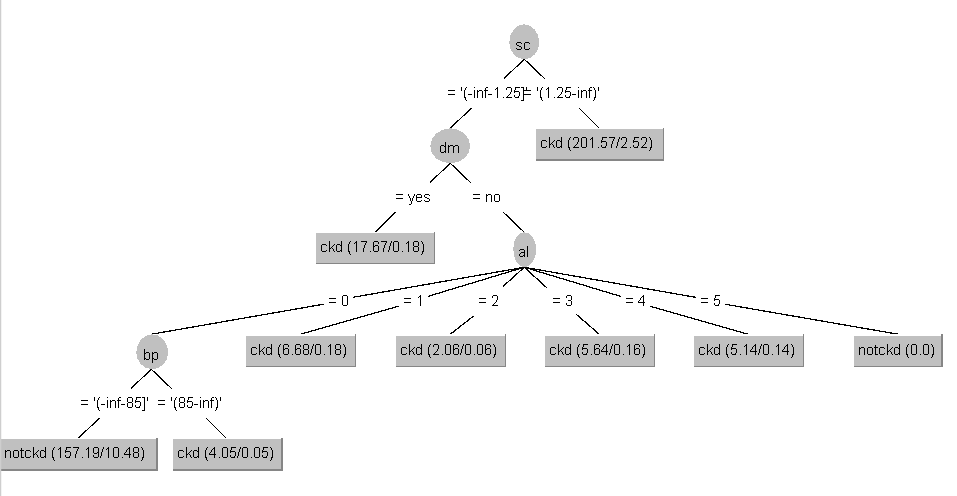 sc
= '(-inf-1.25]' = '(1.25-inf)'
ckd (201.57/2.52)
dm
= yes = no
ckd (17.67/0.18)
al
= 0 = 1 = 2 = 3 = 4 = 5
bp
ckd (6.68/0.18) ckd (2.06/0.06) ckd (5.64/0.16) ckd (5.14/0.14) notckd (0.0)
= '(-inf-85]' = '(85-inf)'
notckd (157.19/10.48) ckd (4.05/0.05)